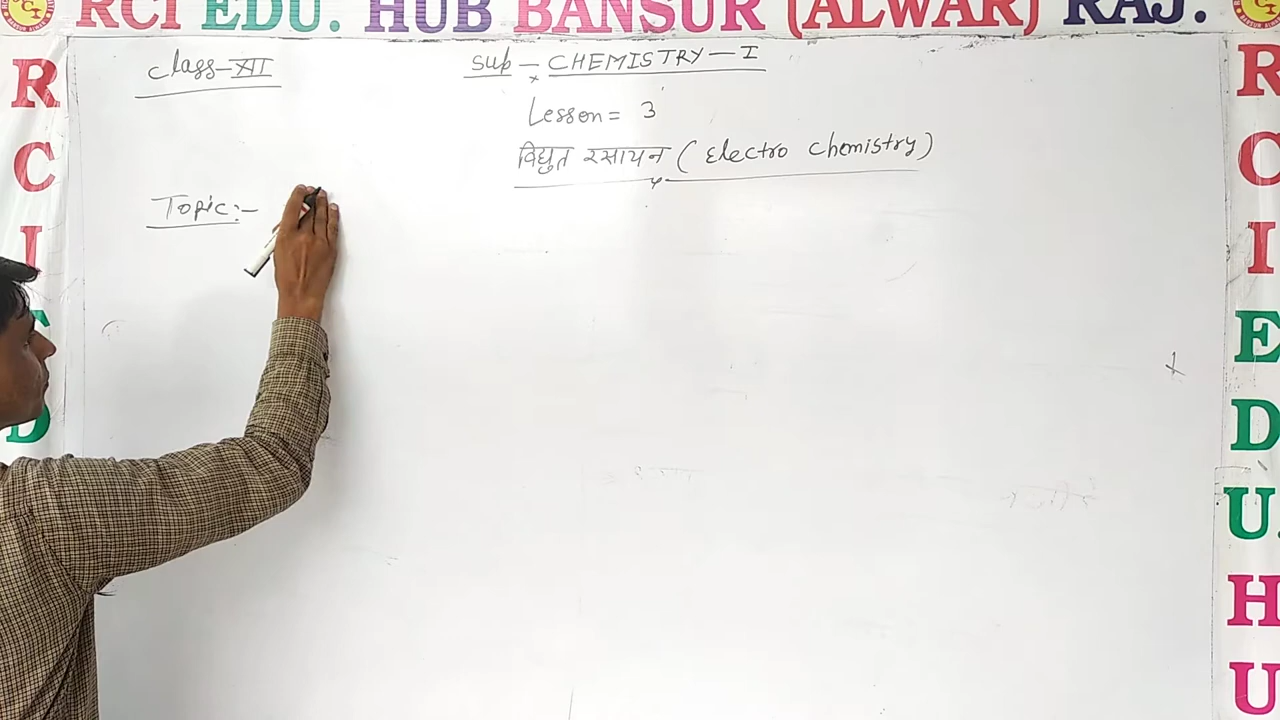 RCI EDU. HUB BANSUR (ALWAR) RAJ.
Class-XII
Sub - CHEMISTRY-I
Lesson = 3
विद्युत रसायन (Electro chemistry)
Topic:-
R
C
I
E
D
R
C
I
E
D
U.
H
U